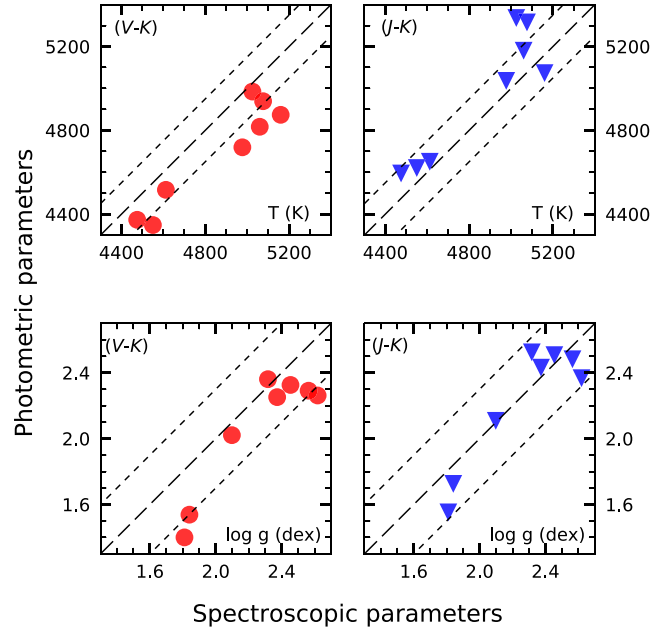 (V-K)
(J-K)
5200
4800
4400
5200
4800
4400
T (K)
T (K)
4400 4800 5200
4400 4800 5200
Photometric parameters
(V-K)
(J-K)
2.4
2.0
1.6
2.4
2.0
1.6
log g (dex)
log g (dex)
1.6 2.0 2.4
1.6 2.0 2.4
Spectroscopic parameters